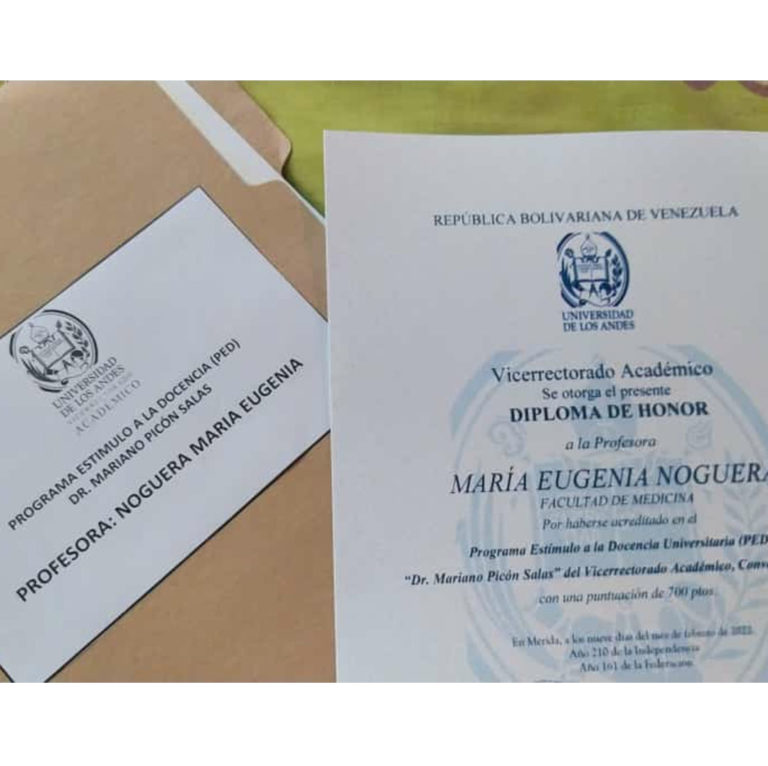 UNIVERSIDAD
DE LOS ANDES
VICERRECTORADO
ACADÉMICO
PROGRAMA ESTIMULO A LA DOCENCIA (PED)
DR. MARIANO PICÓN SALAS
PROFESORA: NOGUERA MARIA EUGENIA
REPÚBLICA BOLIVARIANA DE VENEZUELA
UNIVERSIDAD
DE LOS ANDES
Vicerrectorado Académico
Se otorga el presente
DIPLOMA DE HONOR
a la Profesora
MARÍA EUGENIA NOGUERA
FACULTAD DE MEDICINA
Por haberse acreditado en el
Programa Estímulo a la Docencia Universitaria (PED
"Dr. Mariano Picón Salas" del Vicerrectorado Académico, Conv
con una puntuación de 700 ptos.
En Mérida, a los nueve días del mes de febrero de
Año 210 de la Independencia
Año 161 de la Federación